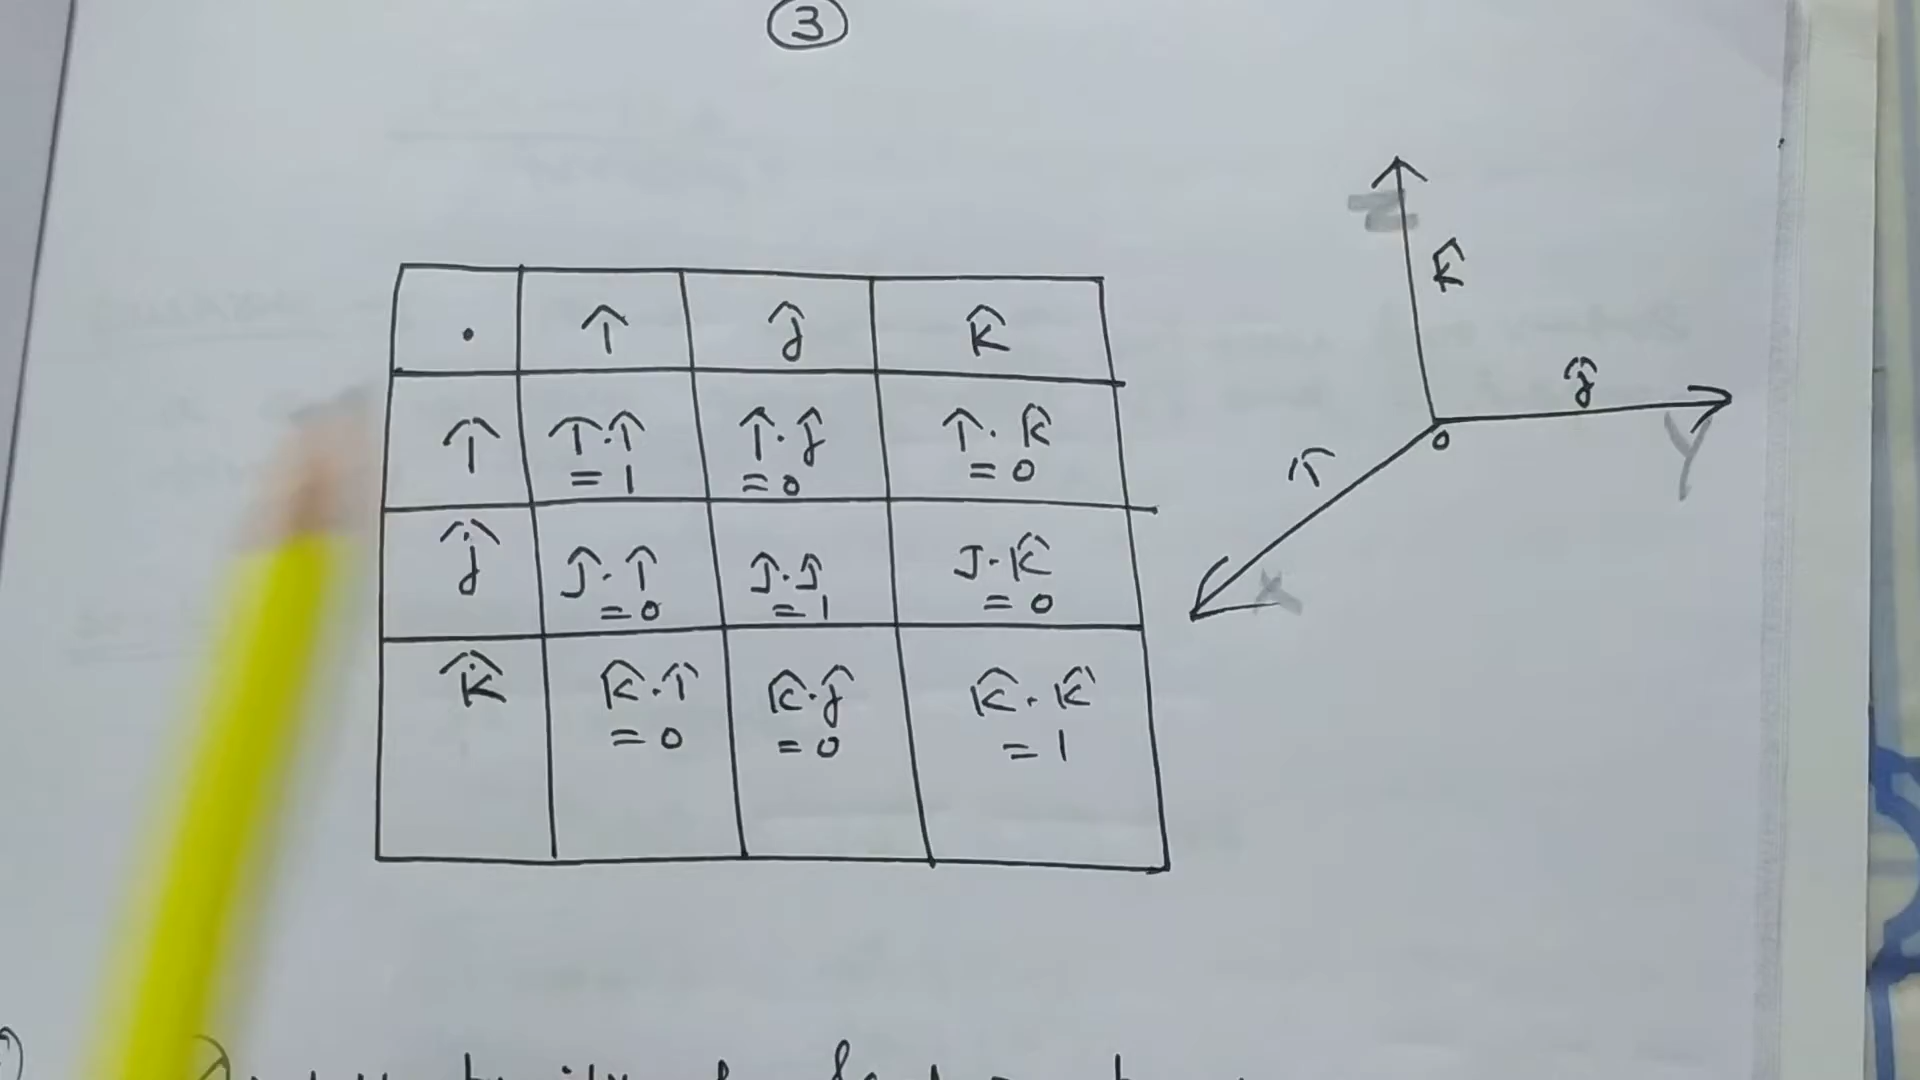 3
. î ĵ k̂
î î.î = 1 î.ĵ = 0 î.k̂ = 0
ĵ ĵ.î = 0 ĵ.ĵ = 1 J.k̂ = 0
k̂ k̂.î = 0 k̂.ĵ = 0 k̂.k̂ = 1
Z
k̂
ĵ
Y
O
î
X